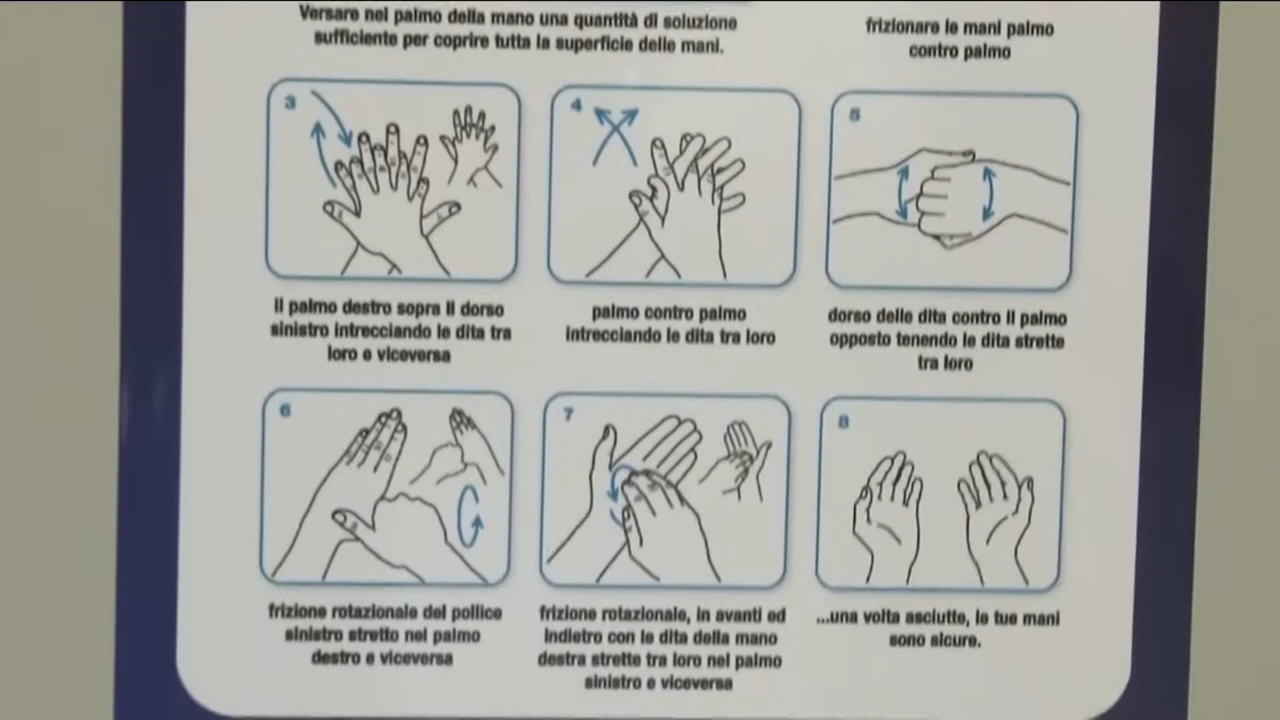 Versare nel palmo della mano una quantità di soluzione
sufficiente per coprire tutta la superficie delle mani.
frizionare le mani palmo
contro palmo
3
il palmo destro sopra il dorso
sinistro intrecciando le dita tra
loro e viceversa
4
palmo contro palmo
intrecciando le dita tra loro
5
dorso delle dita contro il palmo
opposto tenendo le dita strette
tra loro
6
frizione rotazionale del pollice
sinistro stretto nel palmo
destro e viceversa
7
frizione rotazionale, in avanti ed
indietro con le dita della mano
destra strette tra loro nel palmo
sinistro e viceversa
8
...una volta asciutte, le tue mani
sono sicure.